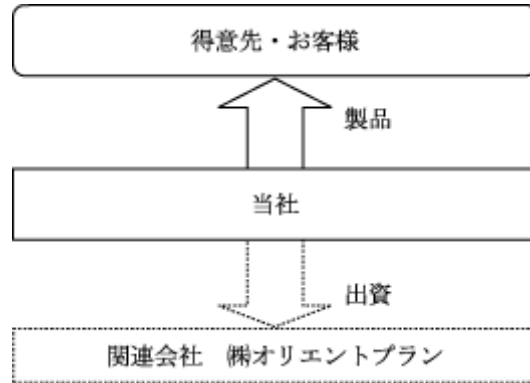 得意先・お客様
製品
当社
出資
関連会社　㈱オリエントプラン